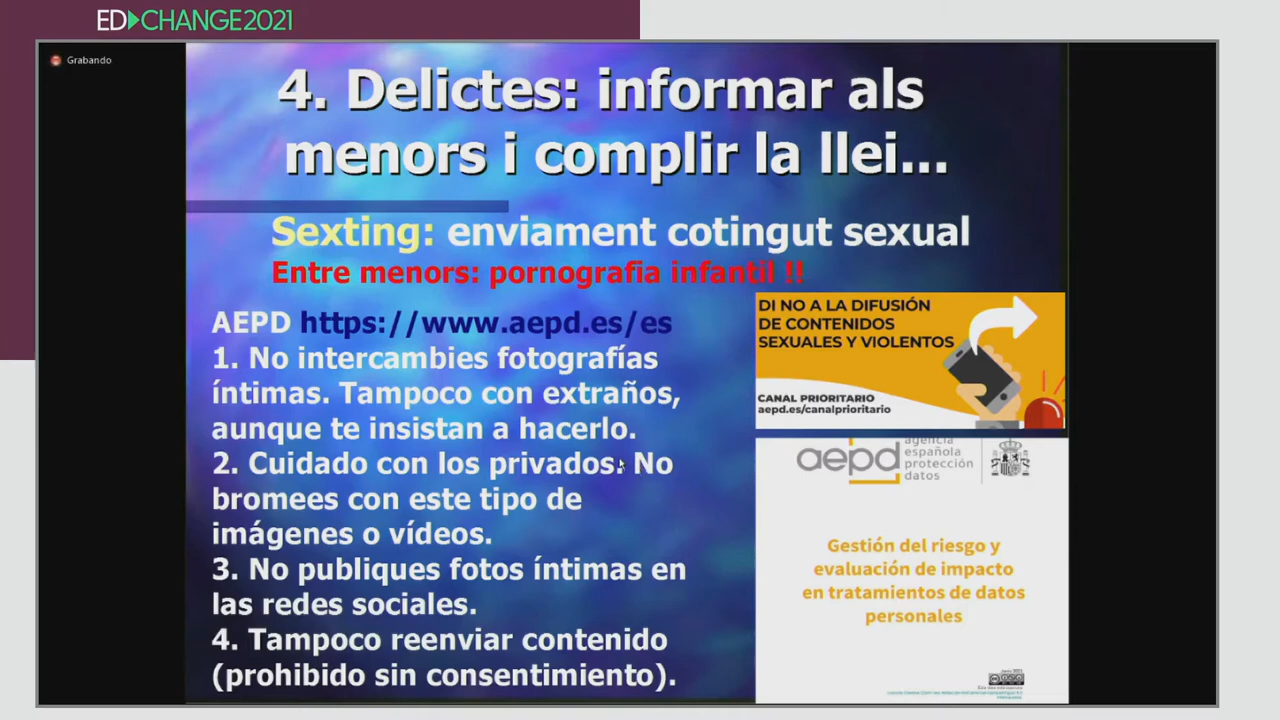 ED CHANGE2021
Grabando
4. Delictes: informar als
menors i complir la llei...
Sexting: enviament cotingut sexual
Entre menors: pornografia infantil !!
AEPD https://www.aepd.es/es
1. No intercambies fotografías
íntimas. Tampoco con extraños,
aunque te insistan a hacerlo.
2. Cuidado con los privados. No
bromees con este tipo de
imágenes o vídeos.
3. No publiques fotos íntimas en
las redes sociales.
4. Tampoco reenviar contenido
(prohibido sin consentimiento).
DI NO A LA DIFUSIÓN
DE CONTENIDOS
SEXUALES Y VIOLENTOS
CANAL PRIORITARIO
aepd.es/canalprioritario
aepd
agencia
española
protección
datos
Gestión del riesgo y
evaluación de impacto
en tratamientos de datos
personales